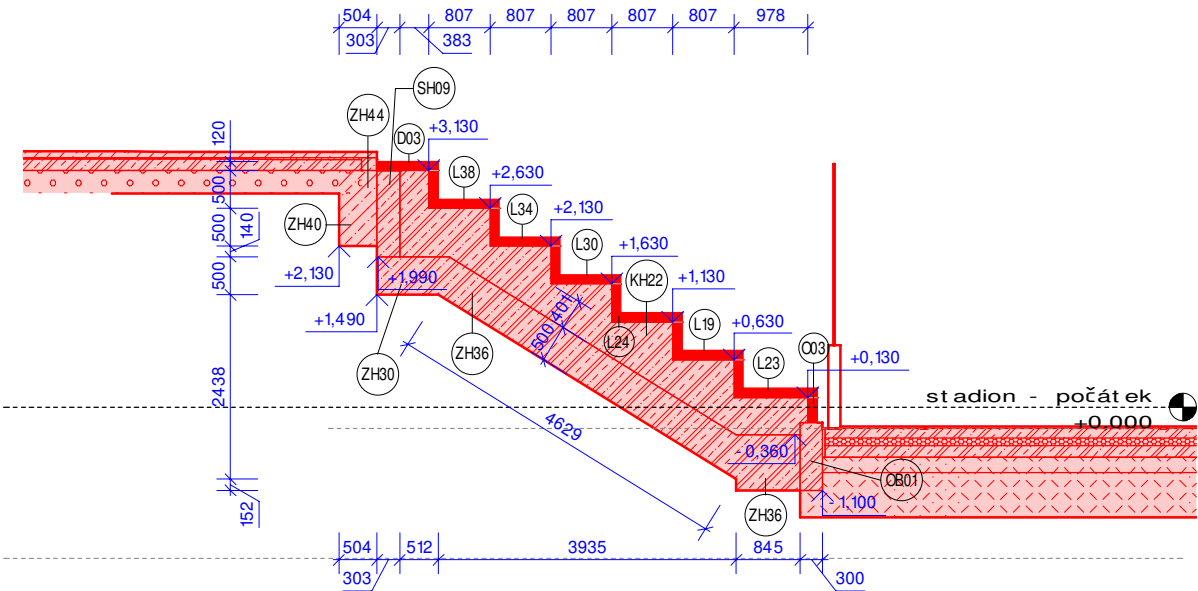 504 807 807 807 807 807 978
303 383
SH09
ZH44
D03
+3,130
120
L38
+2,630
500
L34
+2,130
ZH40
500
140
L30
+1,630
+2,130
+1,990
KH22
+1,130
500
401
500
+1,490
L24
L19
+0,630
O03
+0,130
ZH36
ZH30
L23
2438
stadion - počátek
+0,000
4629
-0,360
OB01
152
ZH36
-1,100
504 512 3935 845
303 300